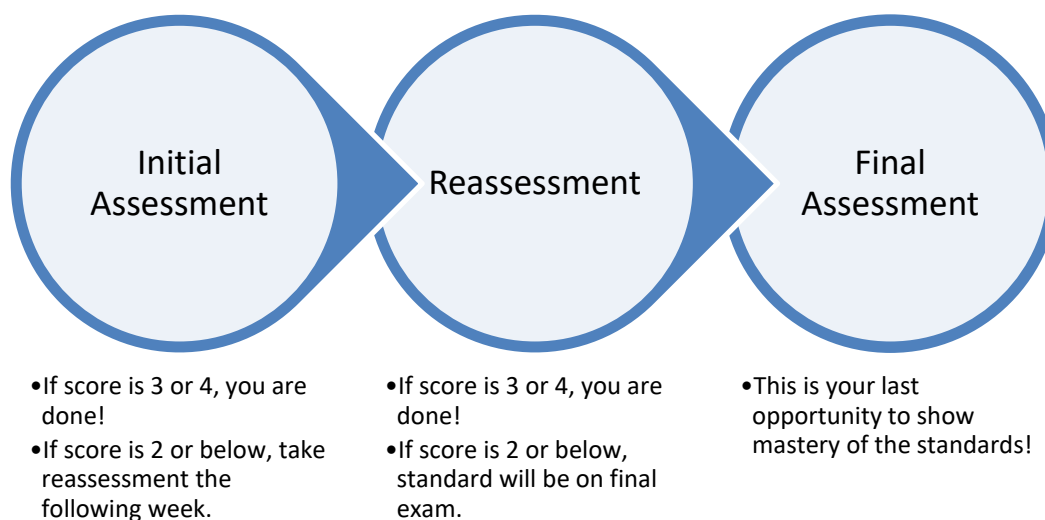 Initial
Assessment
Reassessment
Final
Assessment
•If score is 3 or 4, you are
done!
•If score is 2 or below, take
reassessment the
following week.
•If score is 3 or 4, you are
done!
•If score is 2 or below,
standard will be on final
exam.
•This is your last
opportunity to show
mastery of the standards!